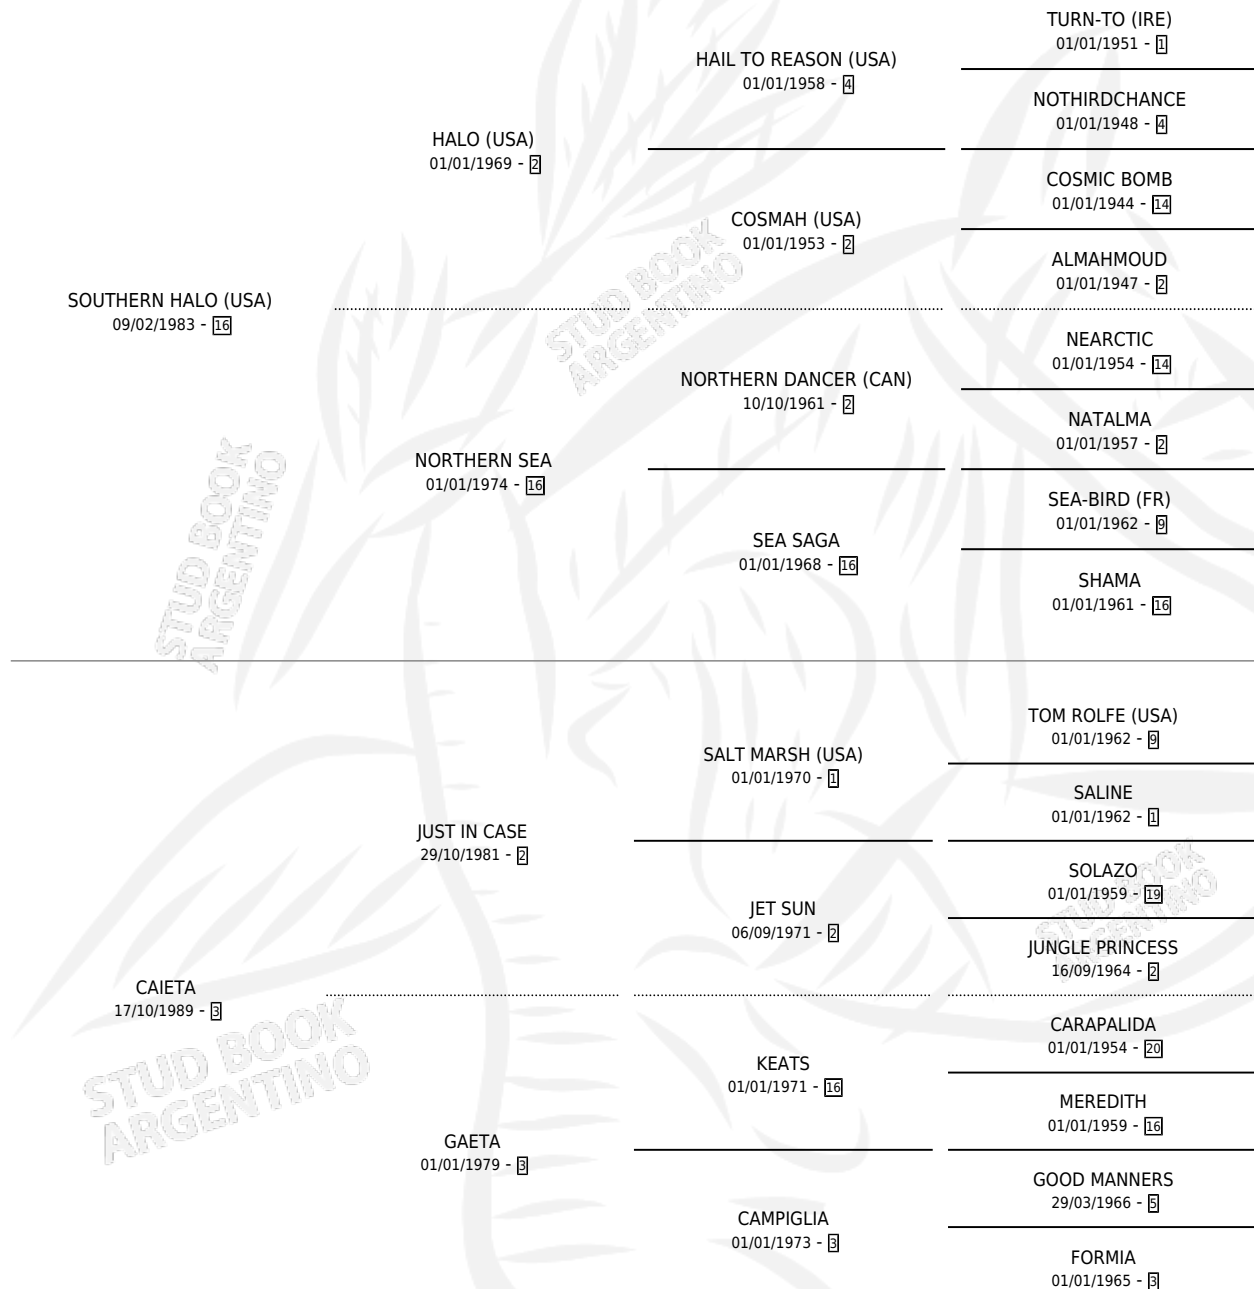 TURN-TO (IRE)
01/01/1951 - 1
HAIL TO REASON (USA)
01/01/1958 - 4
NOTHIRDCHANCE
01/01/1948 - 4
HALO (USA)
01/01/1969 - 2
COSMIC BOMB
01/01/1944 - 14
COSMAH (USA)
01/01/1953 - 2
ALMAHMOUD
01/01/1947 - 2
SOUTHERN HALO (USA)
09/02/1983 - 16
STUD BOOK
ARGENTINO
NEARCTIC
01/01/1954 - 14
NORTHERN DANCER (CAN)
10/10/1961 - 2
NATALMA
01/01/1957 - 2
NORTHERN SEA
01/01/1974 - 16
SEA-BIRD (FR)
01/01/1962 - 9
SEA SAGA
01/01/1968 - 16
SHAMA
01/01/1961 - 16
STUD BOOK
ARGENTINO
TOM ROLFE (USA)
01/01/1962 - 9
SALT MARSH (USA)
01/01/1970 - 1
SALINE
01/01/1962 - 1
JUST IN CASE
29/10/1981 - 2
SOLAZO
01/01/1959 - 19
JET SUN
06/09/1971 - 2
STUD BOOK
ARGENTINO
JUNGLE PRINCESS
16/09/1964 - 2
CAIETA
17/10/1989 - 3
CARAPALIDA
01/01/1954 - 20
KEATS
01/01/1971 - 16
MEREDITH
01/01/1959 - 16
STUD BOOK
ARGENTINO
GAETA
01/01/1979 - 3
GOOD MANNERS
29/03/1966 - 5
CAMPIGLIA
01/01/1973 - 3
FORMIA
01/01/1965 - 3